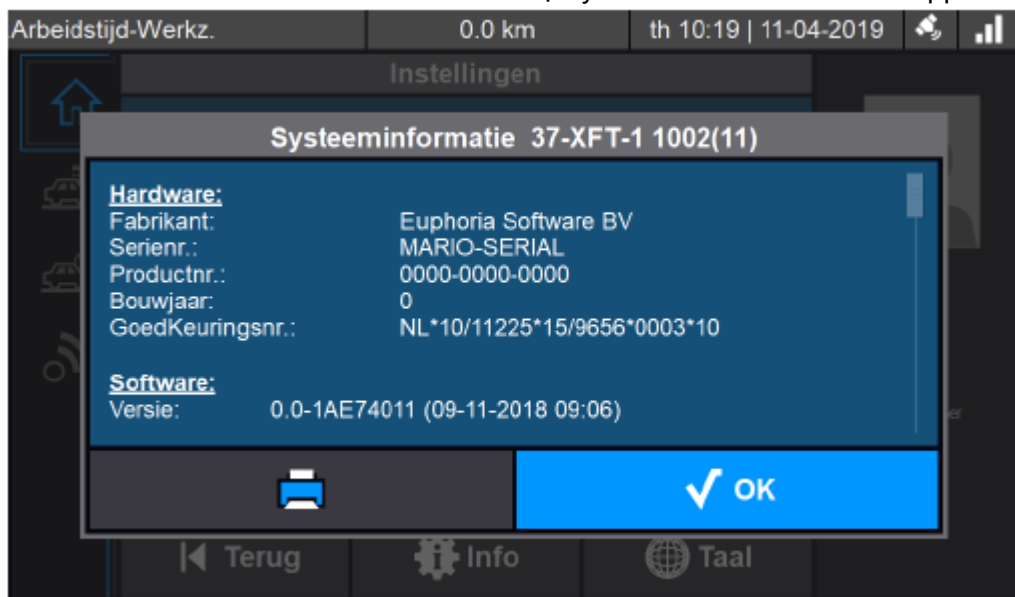 Arbeidstijd-Werkz. 0.0 km th 10:19 | 11-04-2019
Instellingen
Systeeminformatie 37-XFT-1 1002(11)
Hardware:
Fabrikant: Euphoria Software BV
Serienr.: MARIO-SERIAL
Productnr.: 0000-0000-0000
Bouwjaar: 0
GoedKeuringsnr.: NL*10/11225*15/9656*0003*10
Software:
Versie: 0.0-1AE74011 (09-11-2018 09:06)
OK
Terug Info Taal